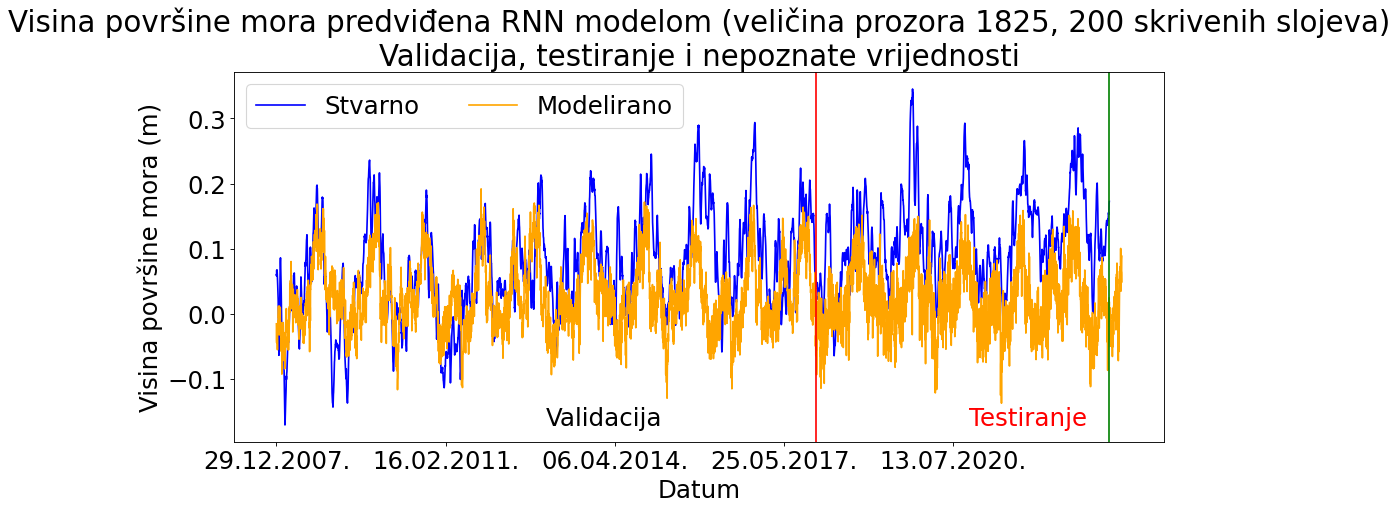 Visina površine mora predviđena RNN modelom (veličina prozora 1825, 200 skrivenih slojeva)
Validacija, testiranje i nepoznate vrijednosti
Stvarno
Modelirano
Visina površine mora (m)
0.3
0.2
0.1
0.0
−0.1
Validacija
Testiranje
29.12.2007.
16.02.2011.
06.04.2014.
25.05.2017.
13.07.2020.
Datum